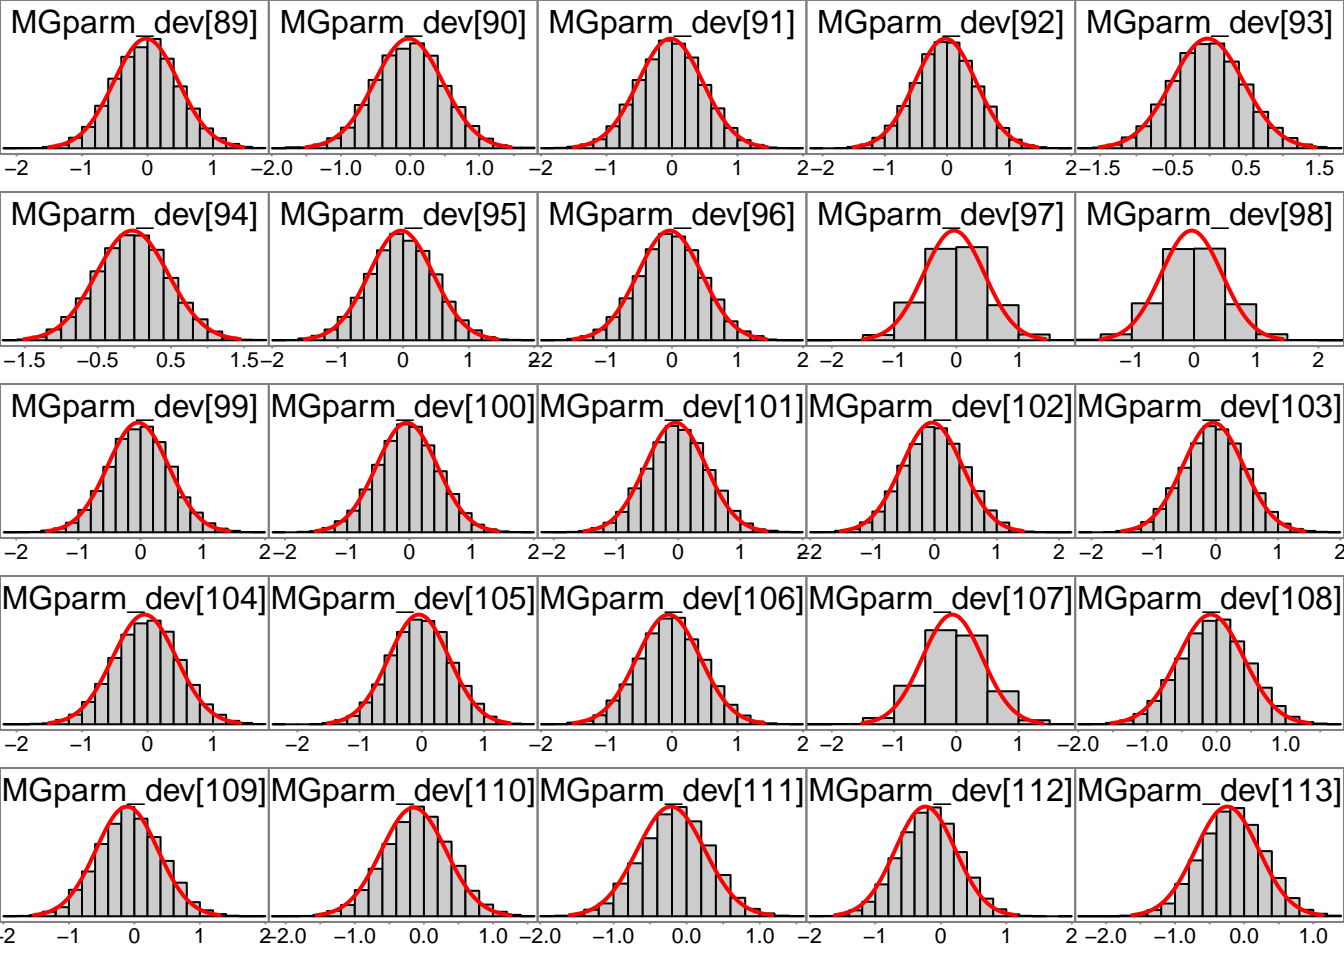 MGparm_dev[89] MGparm_dev[90] MGparm_dev[91] MGparm_dev[92] MGparm_dev[93]
−2 −1 0 1 −2.0 −1.0 0.0 1.0 −2 −1 0 1 2 −2 −1 0 1 2 −1.5 −0.5 0.5 1.5
MGparm_dev[94] MGparm_dev[95] MGparm_dev[96] MGparm_dev[97] MGparm_dev[98]
−1.5 −0.5 0.5 1.5 −2 −1 0 1 2 −2 −1 0 1 2 −2 −1 0 1 −1 0 1 2
MGparm_dev[99] MGparm_dev[100] MGparm_dev[101] MGparm_dev[102] MGparm_dev[103]
−2 −1 0 1 2 −2 −1 0 1 −2 −1 0 1 2 −2 −1 0 1 2 −2 −1 0 1 2
MGparm_dev[104] MGparm_dev[105] MGparm_dev[106] MGparm_dev[107] MGparm_dev[108]
−2 −1 0 1 −2 −1 0 1 −2 −1 0 1 2 −2 −1 0 1 −2.0 −1.0 0.0 1.0
MGparm_dev[109] MGparm_dev[110] MGparm_dev[111] MGparm_dev[112] MGparm_dev[113]
−2 −1 0 1 2 −2.0 −1.0 0.0 1.0 −2.0 −1.0 0.0 1.0 −1 0 1 2 −2.0 −1.0 0.0 1.0